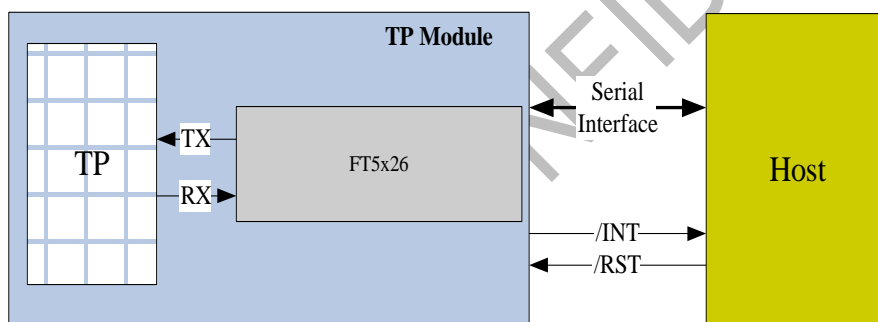 TP Module
TP
TX
RX
FT5x26
Serial
Interface
/INT
/RST
Host